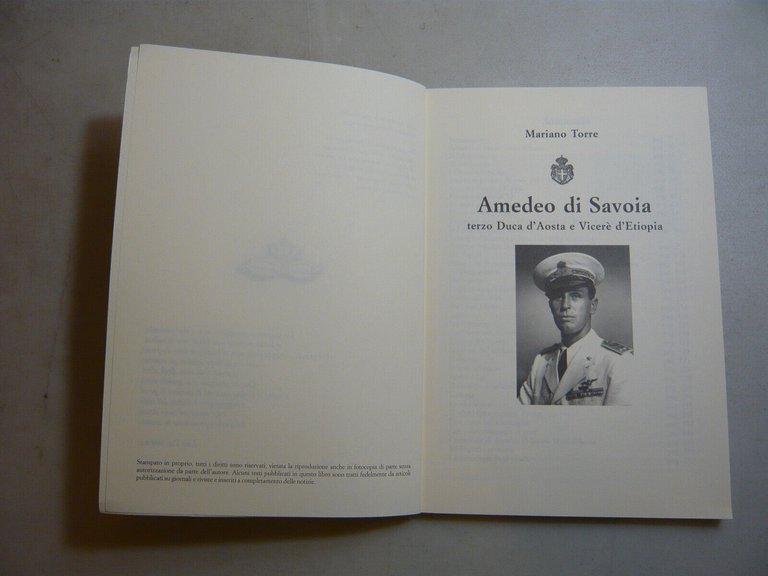 Stampato in proprio, tutti i diritti sono riservati, vietata la riproduzione anche in fotocopia di parte senza
autorizzazione da parte dell'autore. Alcuni testi pubblicati in questo libro sono tratti fedelmente da articoli
pubblicati su giornali e riviste e inseriti a completamento delle notizie.
Mariano Torre
Amedeo di Savoia
terzo Duca d'Aosta e Vicerè d'Etiopia